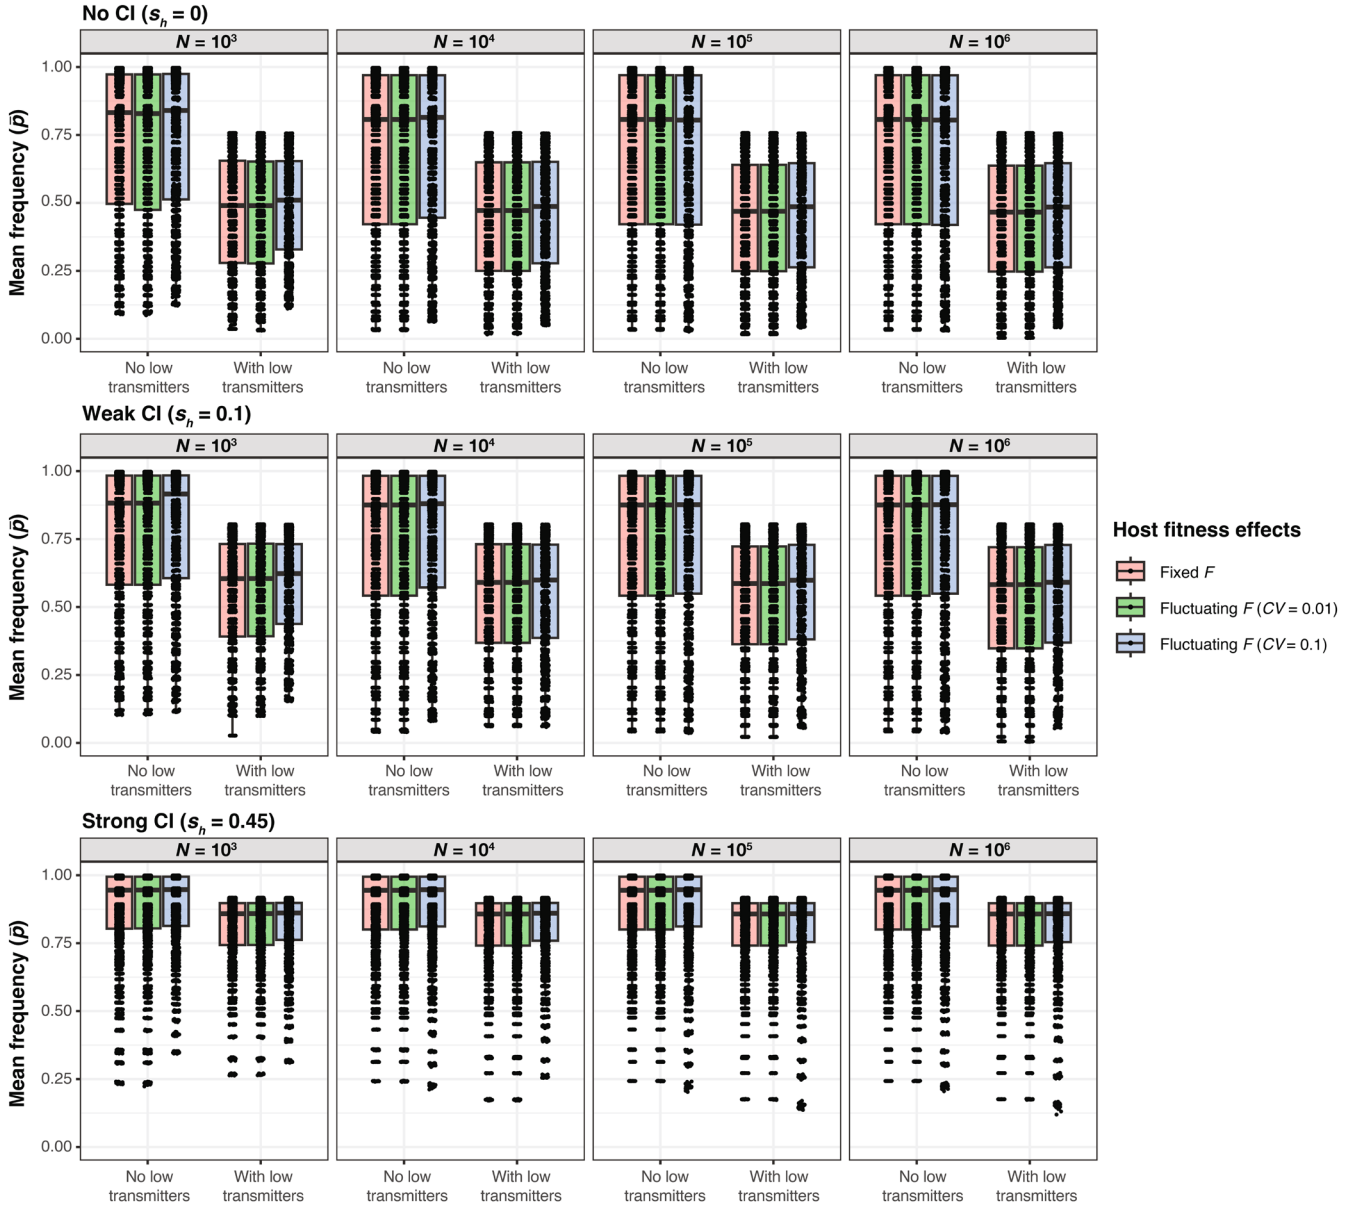 No CI (sₕ = 0)
N = 10³
N = 10⁴
N = 10⁵
N = 10⁶
Mean frequency (p̄)
1.00
0.75
0.50
0.25
0.00
No low transmitters
With low transmitters
No low transmitters
With low transmitters
No low transmitters
With low transmitters
No low transmitters
With low transmitters
Weak CI (sₕ = 0.1)
N = 10³
N = 10⁴
N = 10⁵
N = 10⁶
Mean frequency (p̄)
1.00
0.75
0.50
0.25
0.00
No low transmitters
With low transmitters
No low transmitters
With low transmitters
No low transmitters
With low transmitters
No low transmitters
With low transmitters
Host fitness effects
Fixed F
Fluctuating F (CV = 0.01)
Fluctuating F (CV = 0.1)
Strong CI (sₕ = 0.45)
N = 10³
N = 10⁴
N = 10⁵
N = 10⁶
Mean frequency (p̄)
1.00
0.75
0.50
0.25
0.00
No low transmitters
With low transmitters
No low transmitters
With low transmitters
No low transmitters
With low transmitters
No low transmitters
With low transmitters